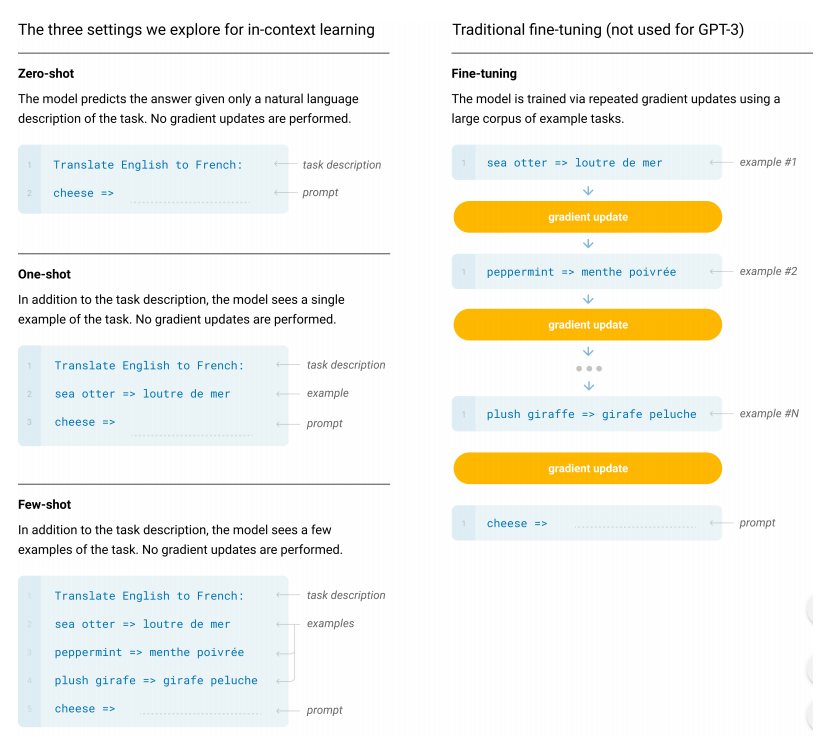 The three settings we explore for in-context learning
Zero-shot
The model predicts the answer given only a natural language
description of the task. No gradient updates are performed.
1 Translate English to French: task description
2 cheese => prompt
One-shot
In addition to the task description, the model sees a single
example of the task. No gradient updates are performed.
1 Translate English to French: task description
2 sea otter => loutre de mer example
3 cheese => prompt
Few-shot
In addition to the task description, the model sees a few
examples of the task. No gradient updates are performed.
1 Translate English to French: task description
2 sea otter => loutre de mer examples
3 peppermint => menthe poivrée
4 plush girafe => girafe peluche
5 cheese => prompt
Traditional fine-tuning (not used for GPT-3)
Fine-tuning
The model is trained via repeated gradient updates using a
large corpus of example tasks.
1 sea otter => loutre de mer example #1
gradient update
1 peppermint => menthe poivrée example #2
gradient update
1 plush giraffe => girafe peluche example #N
gradient update
1 cheese => prompt